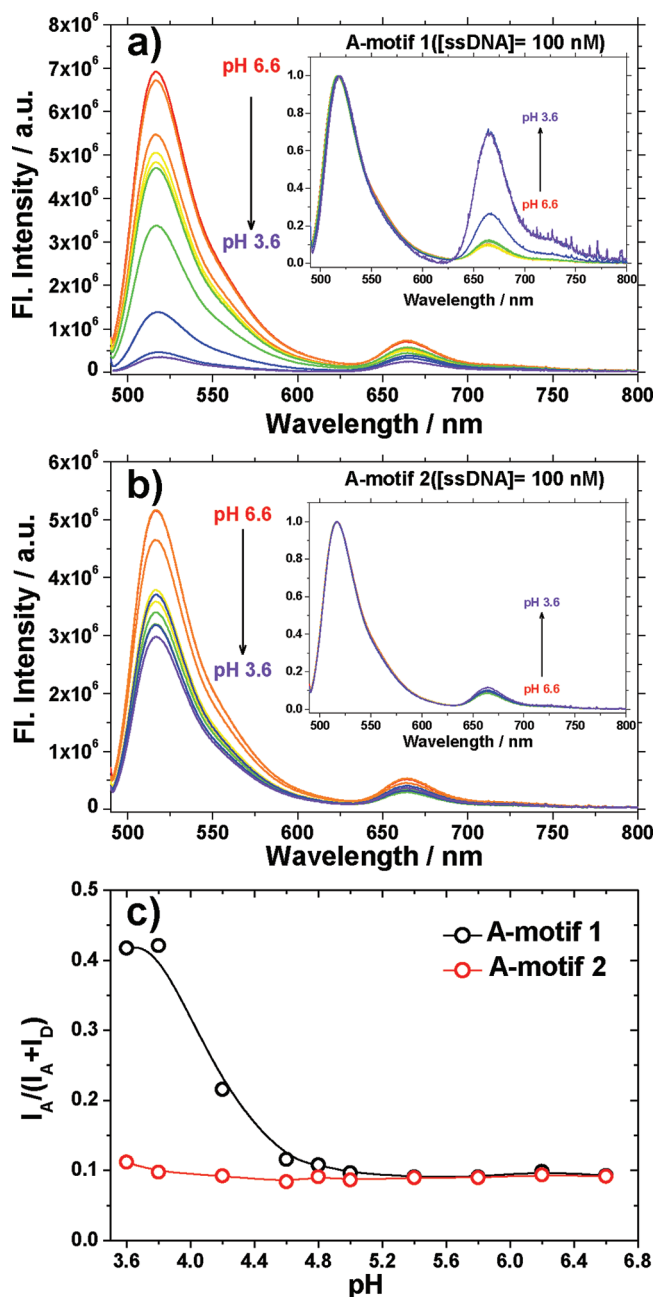 a)
A-motif 1([ssDNA]= 100 nM)
pH 6.6
pH 3.6
Fl. Intensity / a.u.
8x10⁶
7x10⁶
6x10⁶
5x10⁶
4x10⁶
3x10⁶
2x10⁶
1x10⁶
0
500 550 600 650 700 750 800
Wavelength / nm
1.0
0.8
0.6
0.4
0.2
0.0
pH 3.6
pH 6.6
500 550 600 650 700 750 800
Wavelength / nm
b)
A-motif 2([ssDNA]= 100 nM)
pH 6.6
pH 3.6
Fl. Intensity / a.u.
6x10⁶
5x10⁶
4x10⁶
3x10⁶
2x10⁶
1x10⁶
0
500 550 600 650 700 750 800
Wavelength / nm
1.0
0.8
0.6
0.4
0.2
0.0
pH 3.6
pH 6.6
500 550 600 650 700 750 800
Wavelength / nm
c)
A-motif 1
A-motif 2
I_A/(I_A+I_D)
0.5
0.4
0.3
0.2
0.1
0.0
3.6 4.0 4.4 4.8 5.2 5.6 6.0 6.4 6.8
pH